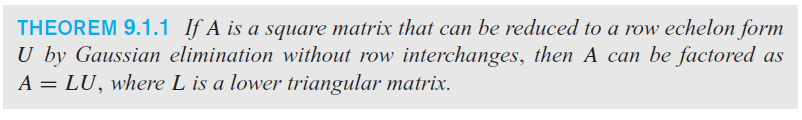 THEOREM 9.1.1 If A is a square matrix that can be reduced to a row echelon form
U by Gaussian elimination without row interchanges, then A can be factored as
A = LU, where L is a lower triangular matrix.